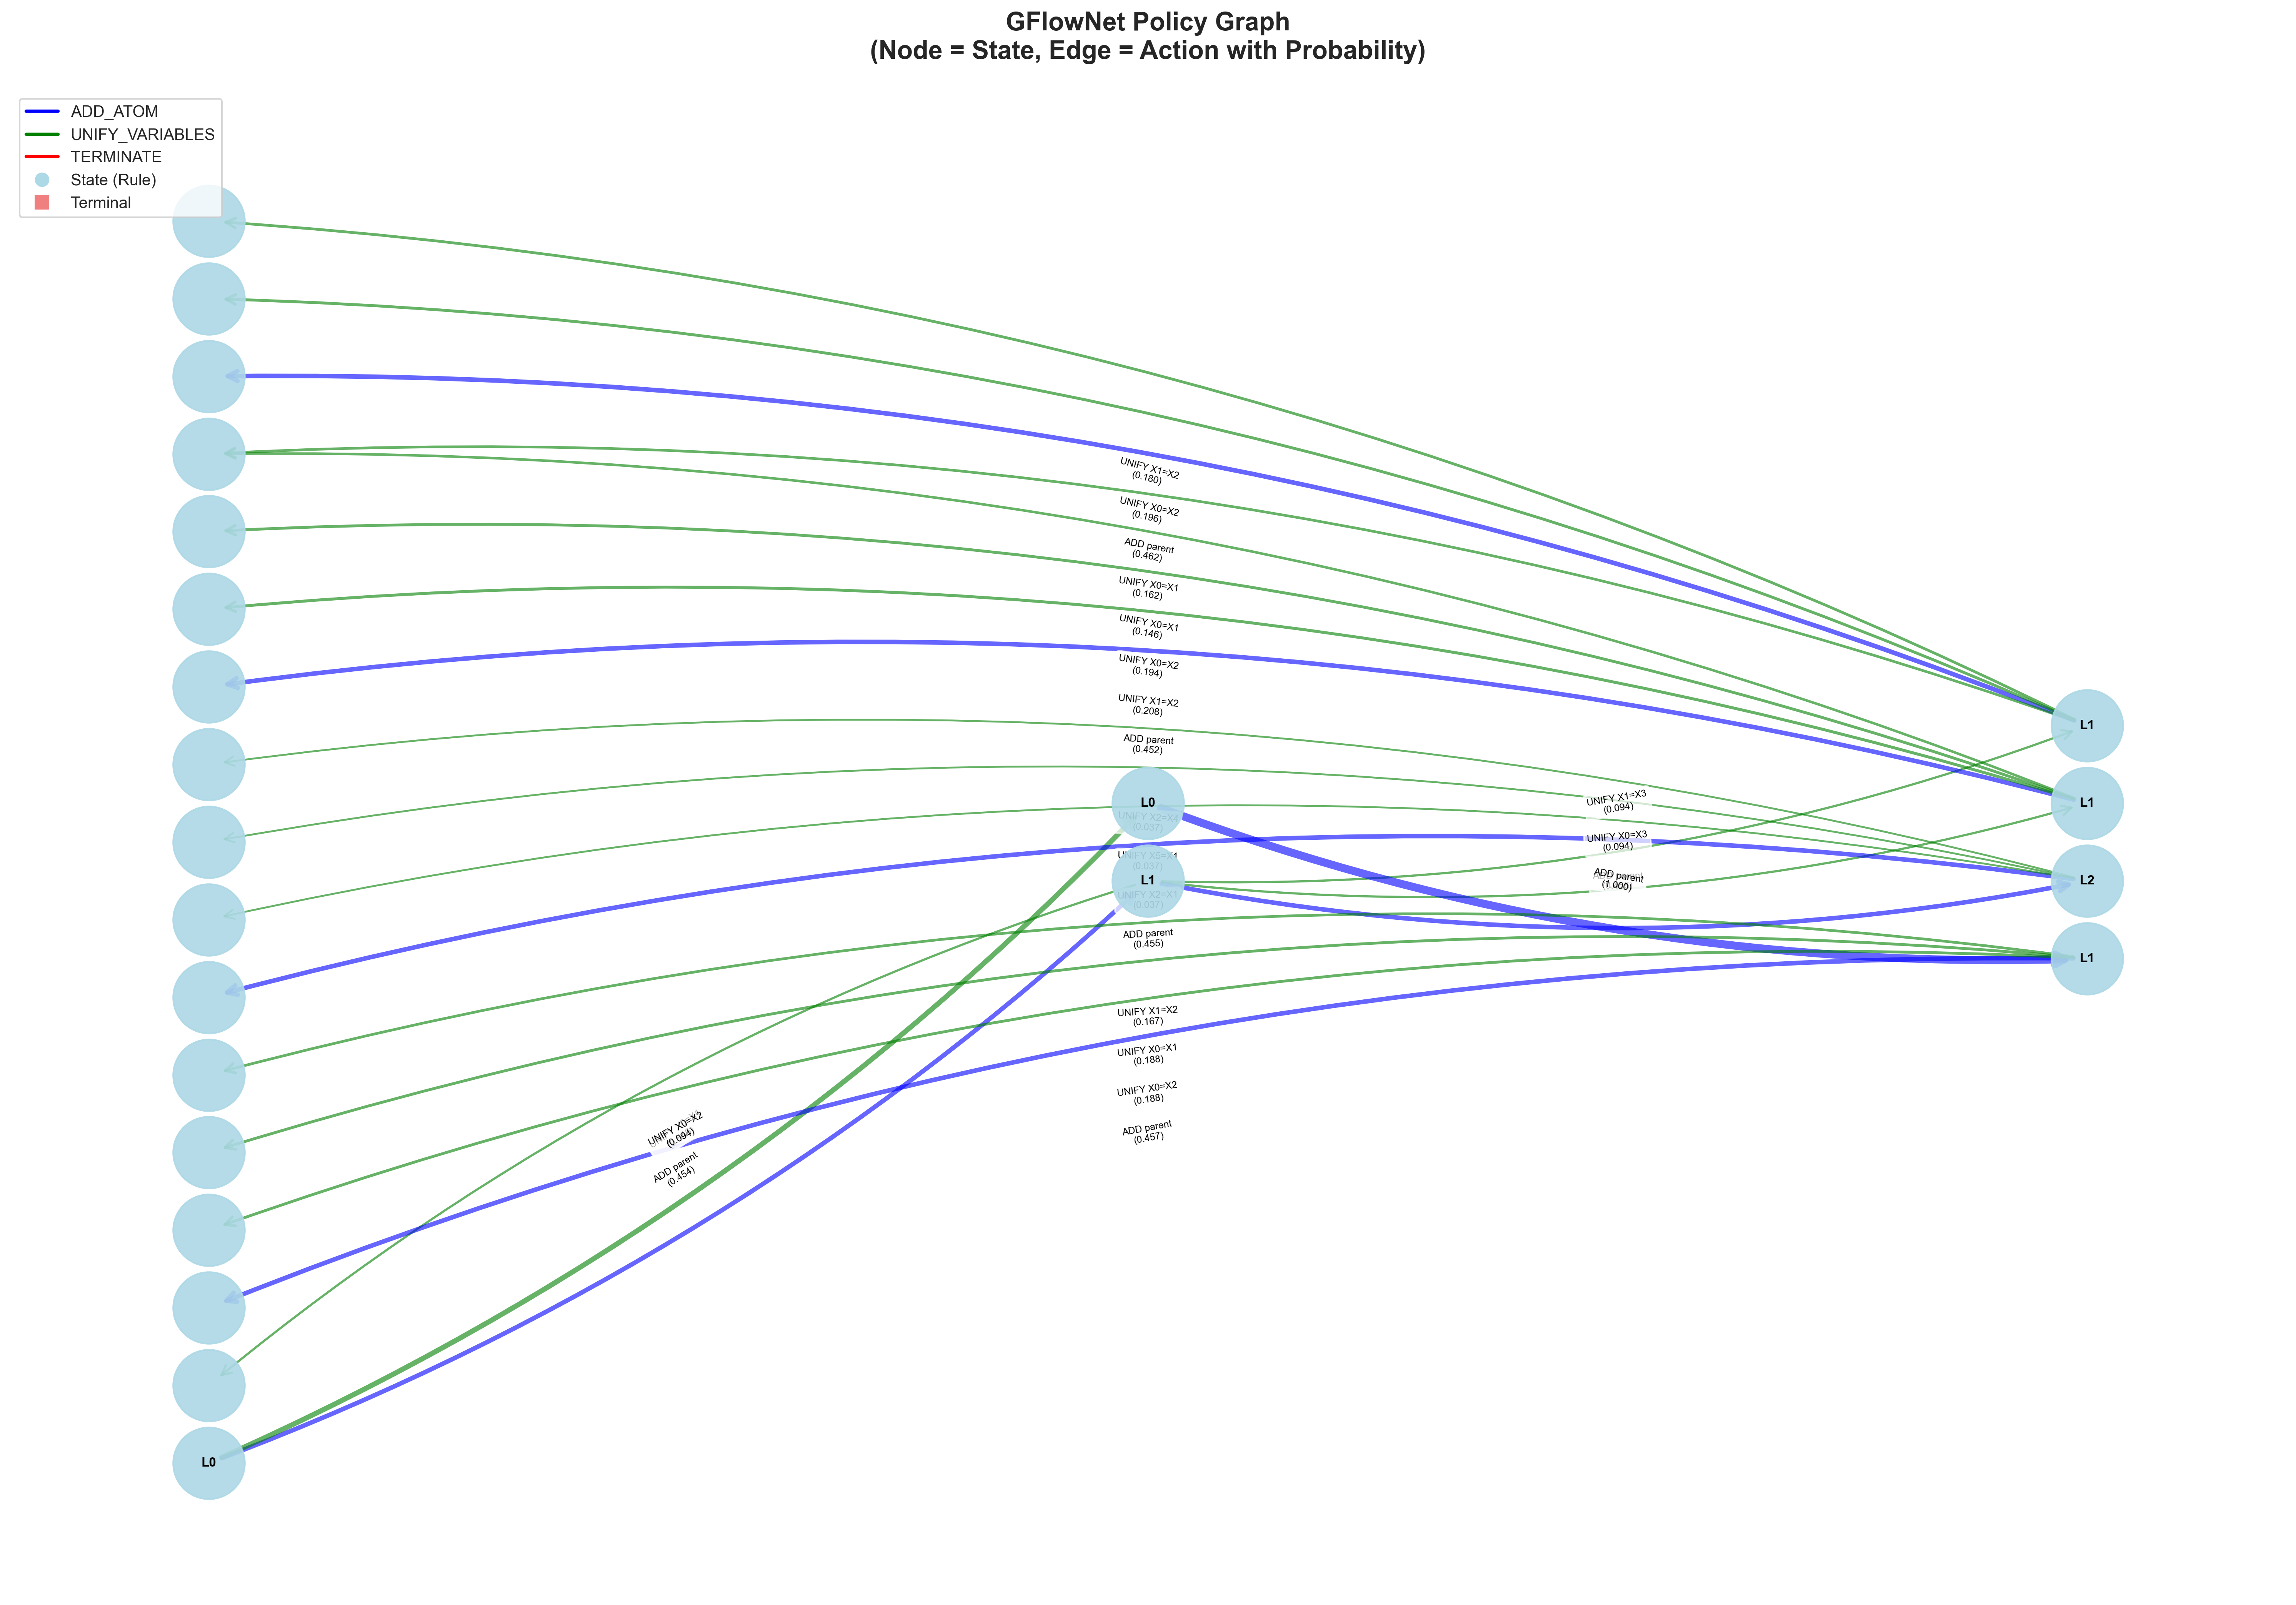 GFlowNet Policy Graph
(Node = State, Edge = Action with Probability)
ADD_ATOM
UNIFY_VARIABLES
TERMINATE
State (Rule)
Terminal
UNIFY X1=X2
(0.180)
UNIFY X0=X2
(0.196)
ADD parent
(0.462)
UNIFY X0=X1
(0.162)
UNIFY X0=X1
(0.146)
UNIFY X0=X2
(0.194)
UNIFY X1=X2
(0.208)
L1
ADD parent
(0.452)
L0
UNIFY X1=X3
(0.094)
L1
UNIFY X2=X4
(0.037)
UNIFY X0=X3
(0.094)
(0.037)
L1
ADD parent
(1.000)
L2
UNIFY X2=X1
(0.037)
ADD parent
(0.455)
L1
UNIFY X1=X2
(0.167)
UNIFY X0=X1
(0.188)
UNIFY X0=X2
(0.188)
UNIFY X0=X2
(0.094)
ADD parent
(0.457)
ADD parent
(0.454)
L0